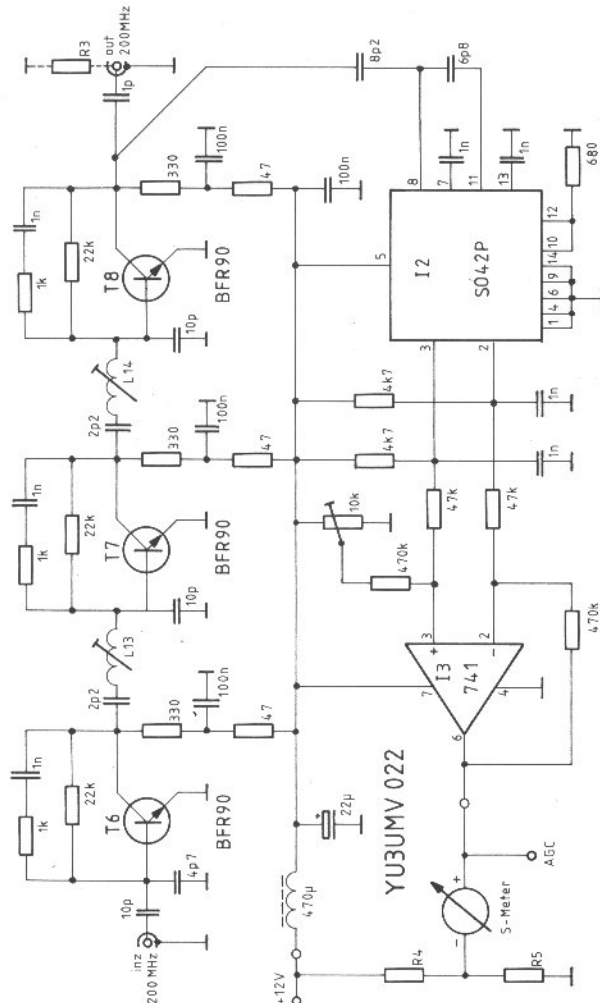 R3
out
200MHz
1p
8p2
6p8
1n
1k
22k
T8
BFR90
330
100n
47
100n
10p
L14
2p2
1n
1k
22k
T7
BFR90
330
100n
47
10p
L13
2p2
1n
1k
22k
T6
BFR90
330
100n
47
4p7
10p
in2
200 MHz
8
7
11
13
1n
1n
5
I2
SO42P
12
10
14
9
6
4
1
680
3
2
4k7
4k7
1n
1n
47k
47k
10k
470k
3
+
2
-
I3
741
7
4
6
470k
YU3UMV 022
22µ
470µ
+12V
AGC
+
-
S-Meter
R4
R5